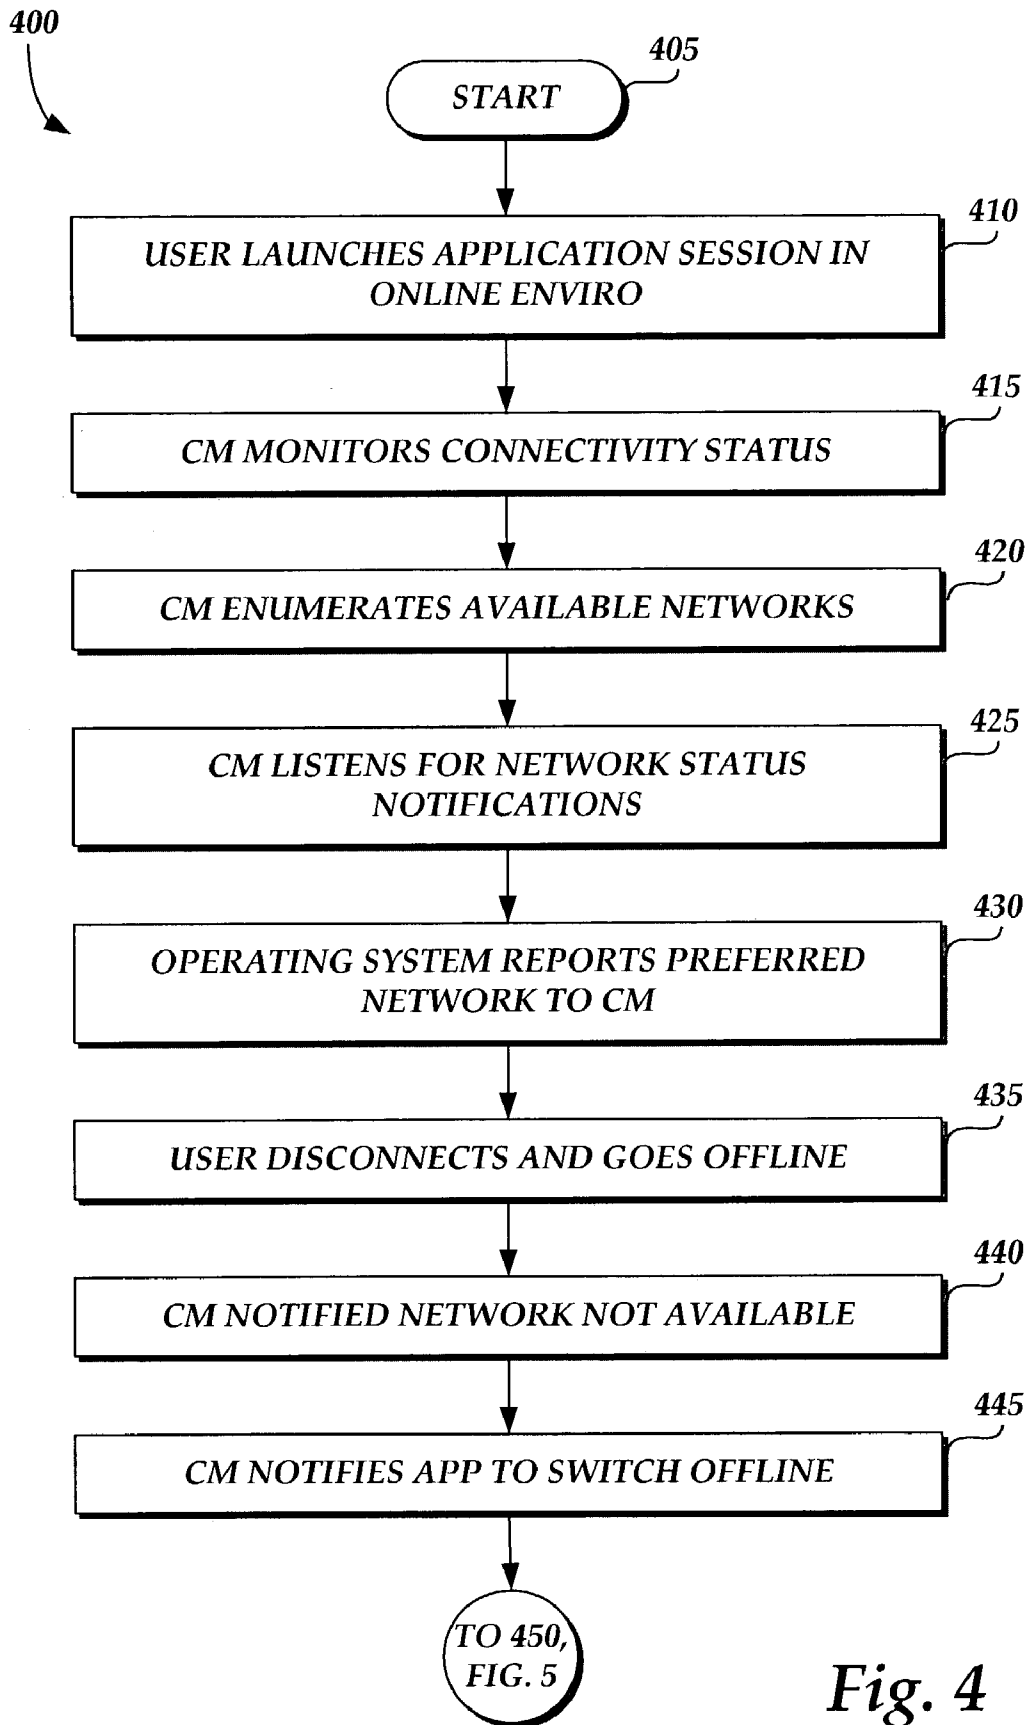 400
405
START
410
USER LAUNCHES APPLICATION SESSION IN
ONLINE ENVIRO
415
CM MONITORS CONNECTIVITY STATUS
420
CM ENUMERATES AVAILABLE NETWORKS
425
CM LISTENS FOR NETWORK STATUS
NOTIFICATIONS
430
OPERATING SYSTEM REPORTS PREFERRED
NETWORK TO CM
435
USER DISCONNECTS AND GOES OFFLINE
440
CM NOTIFIED NETWORK NOT AVAILABLE
445
CM NOTIFIES APP TO SWITCH OFFLINE
TO 450,
FIG. 5
Fig. 4